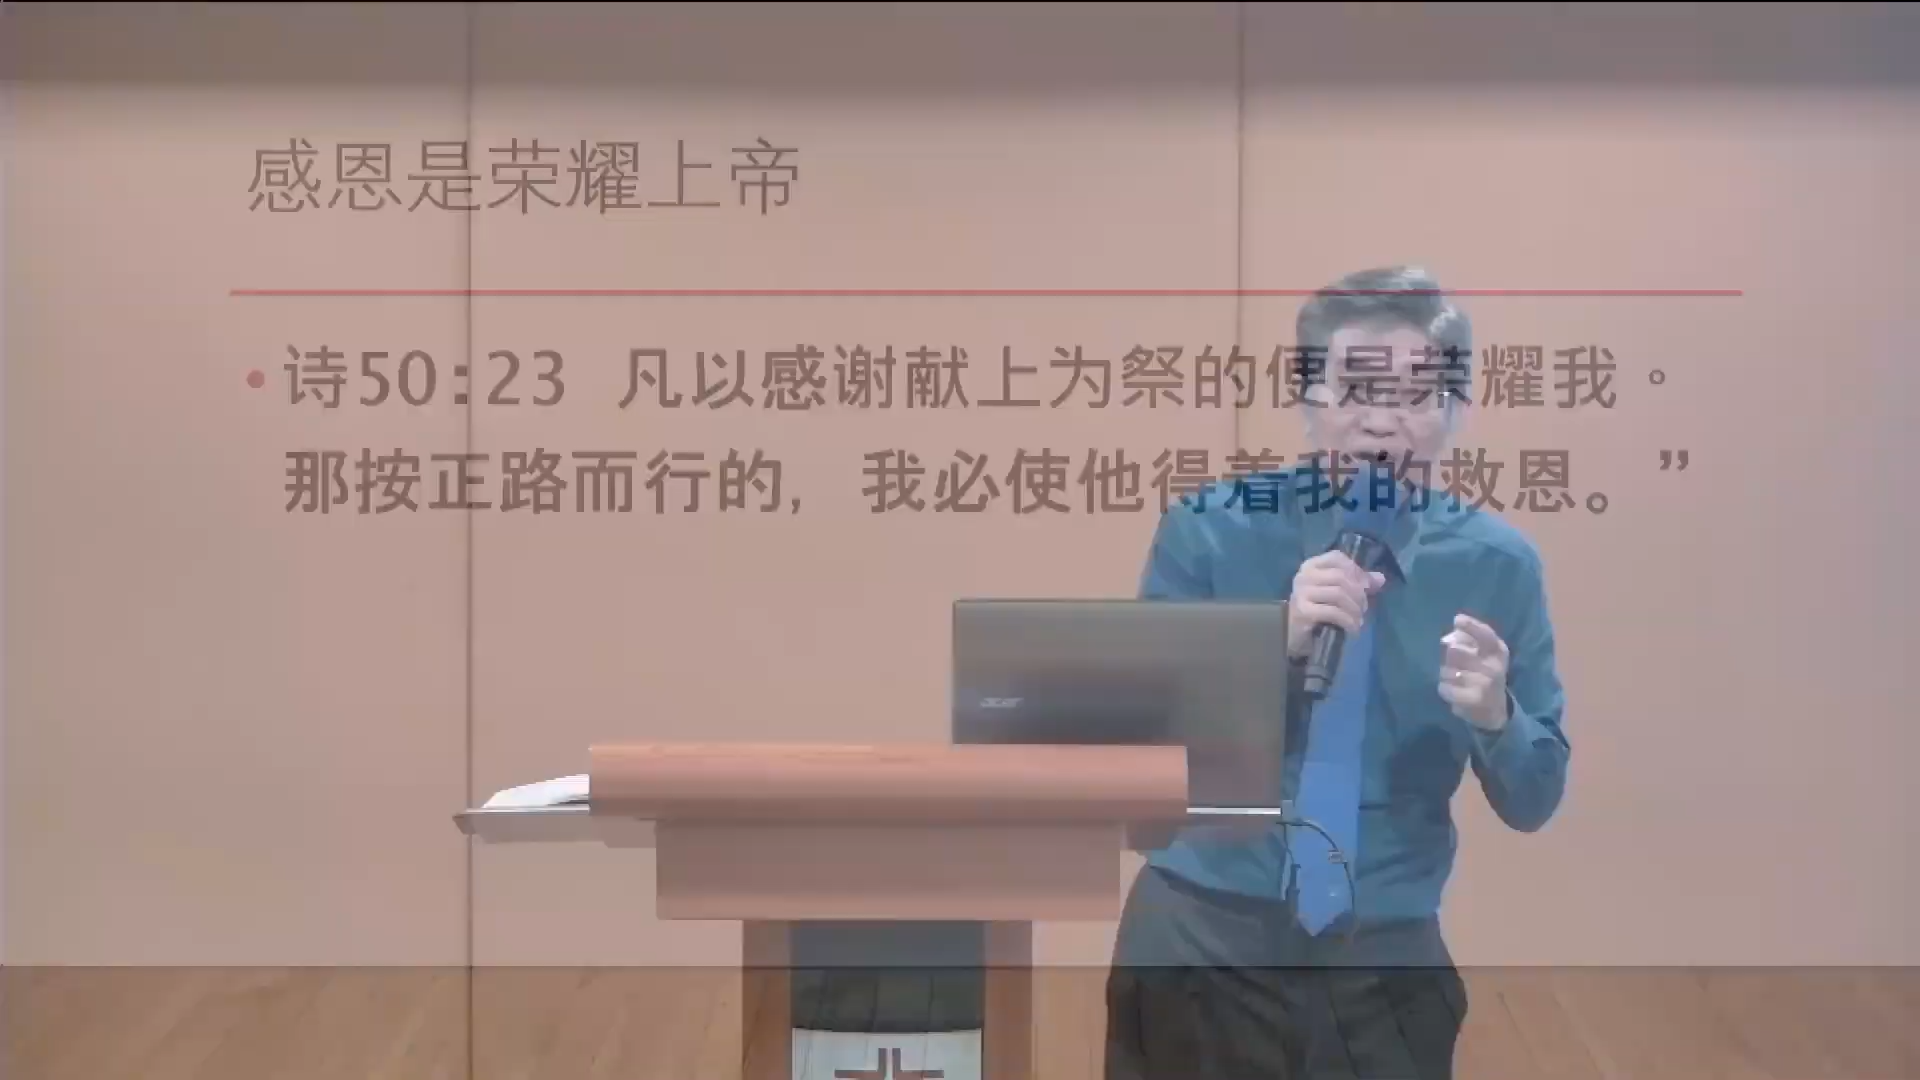 感恩是荣耀上帝
• 诗50:23 凡以感谢献上为祭的便是荣耀我。
那按正路而行的，我必使他得着我的救恩。”
acer